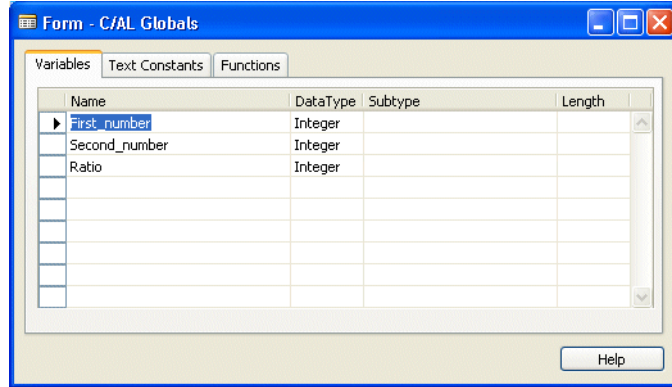 Form - C/AL Globals
Variables Text Constants Functions
Name DataType Subtype Length
First_number Integer
Second_number Integer
Ratio Integer
Help